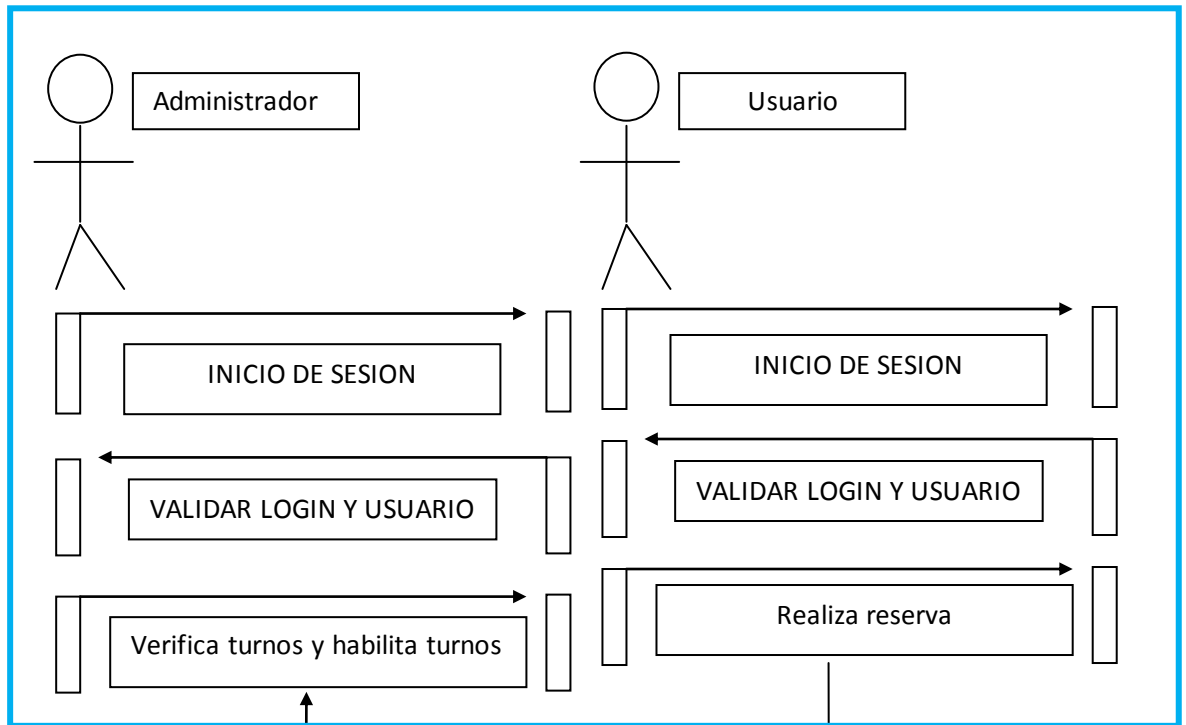 Administrador
Usuario
INICIO DE SESION
INICIO DE SESION
VALIDAR LOGIN Y USUARIO
VALIDAR LOGIN Y USUARIO
Verifica turnos y habilita turnos
Realiza reserva